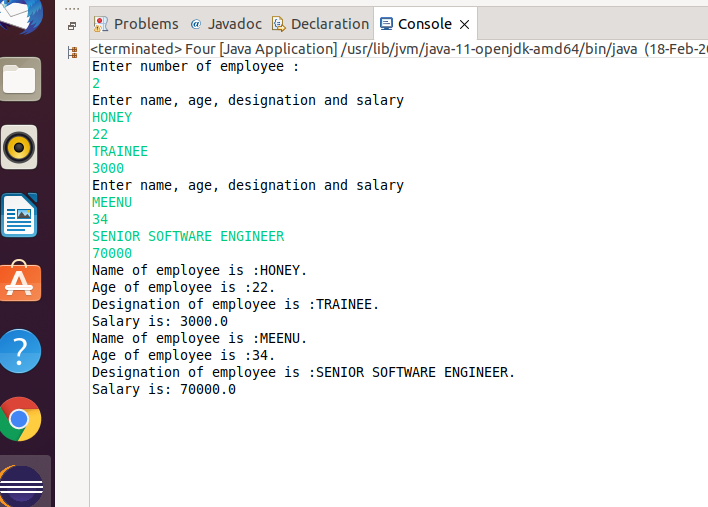 Problems @ Javadoc Declaration Console
<terminated> Four [Java Application] /usr/lib/jvm/java-11-openjdk-amd64/bin/java (18-Feb-20
Enter number of employee :
2
Enter name, age, designation and salary
HONEY
22
TRAINEE
3000
Enter name, age, designation and salary
MEENU
34
SENIOR SOFTWARE ENGINEER
70000
Name of employee is :HONEY.
Age of employee is :22.
Designation of employee is :TRAINEE.
Salary is: 3000.0
Name of employee is :MEENU.
Age of employee is :34.
Designation of employee is :SENIOR SOFTWARE ENGINEER.
Salary is: 70000.0